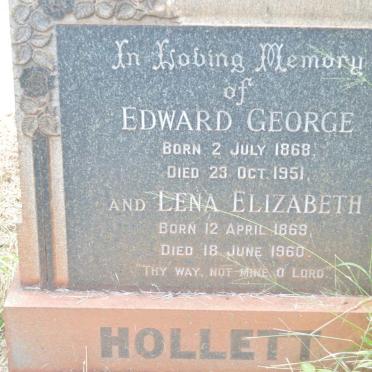 In Loving Memory
of
EDWARD GEORGE
BORN 2 JULY 1868,
DIED 23 OCT. 1951,
AND LENA ELIZABETH
BORN 12 APRIL 1869,
DIED 18 JUNE 1960.
"THY WAY, NOT MINE O LORD"
HOLLETT